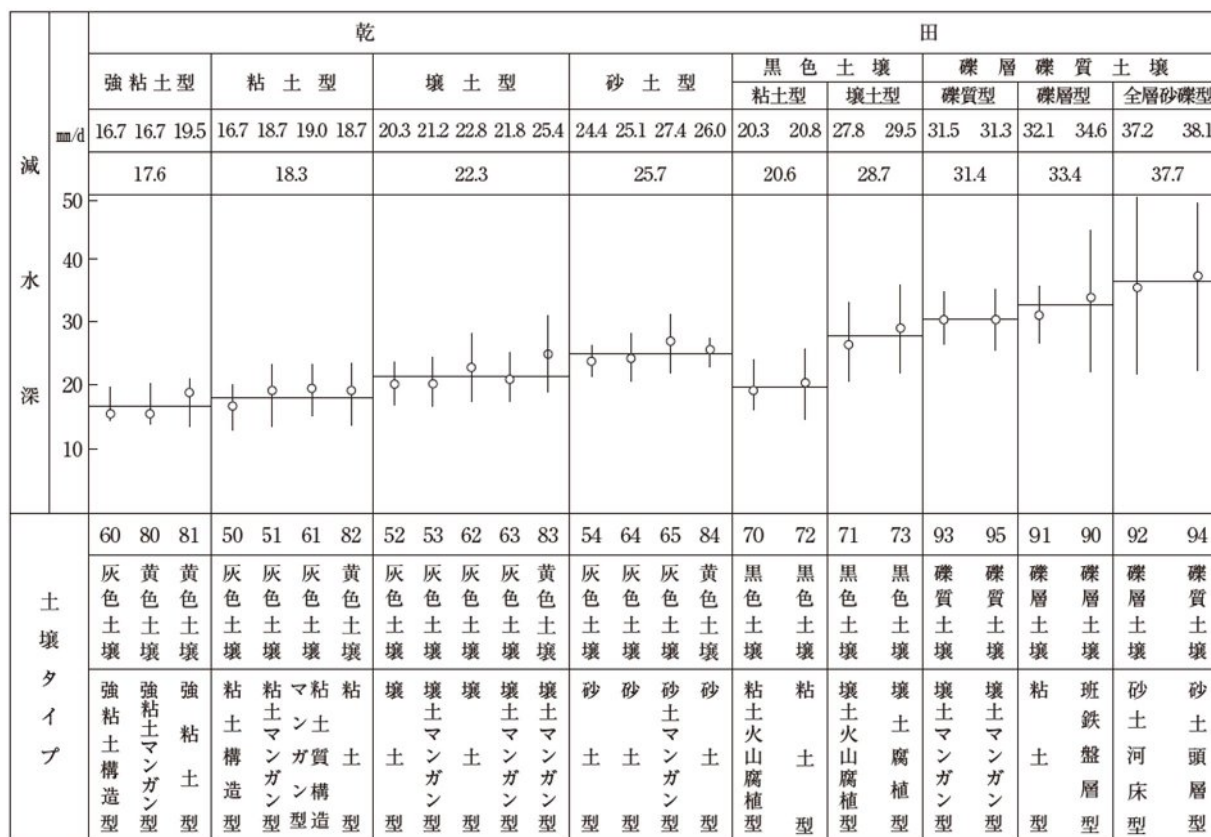 乾田
強粘土型 粘土型 壌土型 砂土型 黒色土壌 礫層礫質土壌
粘土型 壌土型 礫質型 礫層型 全層砂礫型
減水深
mm/d 16.7 16.7 19.5 16.7 18.7 19.0 18.7 20.3 21.2 22.8 21.8 25.4 24.4 25.1 27.4 26.0 20.3 20.8 27.8 29.5 31.5 31.3 32.1 34.6 37.2 38.1
17.6 18.3 22.3 25.7 20.6 28.7 31.4 33.4 37.7
50
40
30
20
10
土壌タイプ
60 80 81 50 51 61 82 52 53 62 63 83 54 64 65 84 70 72 71 73 93 95 91 90 92 94
灰色土壌 黄色土壌 黄色土壌 灰色土壌 灰色土壌 灰色土壌 黄色土壌 灰色土壌 灰色土壌 灰色土壌 灰色土壌 黄色土壌 灰色土壌 灰色土壌 灰色土壌 黄色土壌 黒色土壌 黒色土壌 黒色土壌 黒色土壌 礫質土壌 礫質土壌 礫層土壌 礫層土壌 礫層土壌 礫質土壌
強粘土構造型 強粘土マンガン型 強粘土型 粘土構造型 粘土マンガン型 粘土質構造マンガン型 粘土型 壌土型 壌土マンガン型 壌土型 壌土マンガン型 壌土マンガン型 砂土型 砂土型 砂土マンガン型 砂土型 粘土火山腐植型 粘土型 壌土火山腐植型 壌土腐植型 壌土マンガン型 壌土マンガン型 粘土型 班鉄盤層型 砂土河床型 砂土頭層型